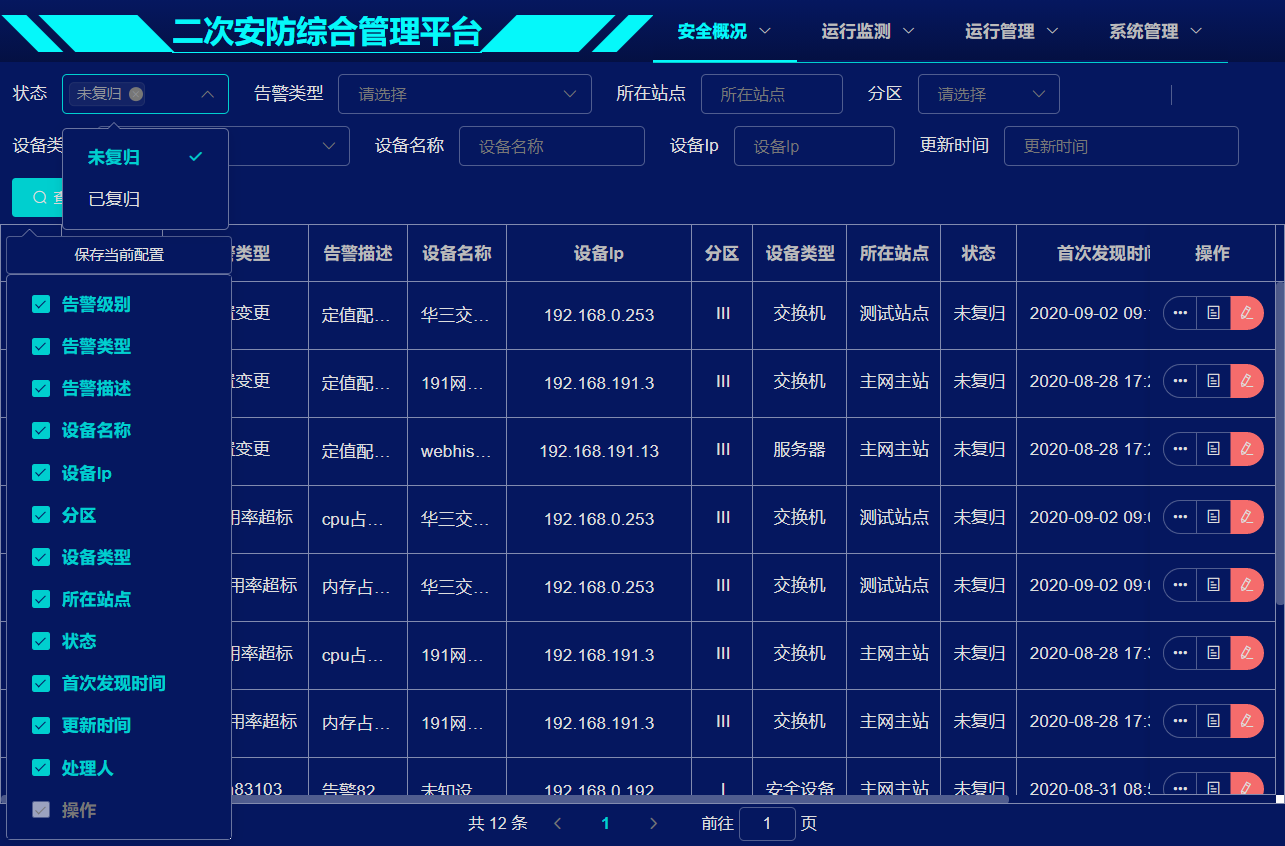 二次安防综合管理平台
安全概况 运行监测 运行管理 系统管理
状态 未复归 告警类型 请选择 所在站点 所在站点 分区 请选择
设备类 设备名称 设备名称 设备Ip 设备Ip 更新时间 更新时间
未复归
已复归
保存当前配置
告警级别
告警类型
告警描述
设备名称
设备Ip
分区
设备类型
所在站点
状态
首次发现时间
更新时间
处理人
操作
类型 告警描述 设备名称 设备Ip 分区 设备类型 所在站点 状态 首次发现时 操作
变更 定值配... 华三交... 192.168.0.253 III 交换机 测试站点 未复归 2020-09-02 09:
变更 定值配... 191网... 192.168.191.3 III 交换机 主网主站 未复归 2020-08-28 17:2
变更 定值配... webhis... 192.168.191.13 III 服务器 主网主站 未复归 2020-08-28 17:2
用率超标 cpu占... 华三交... 192.168.0.253 III 交换机 测试站点 未复归 2020-09-02 09:
用率超标 内存占... 华三交... 192.168.0.253 III 交换机 测试站点 未复归 2020-09-02 09:
用率超标 cpu占... 191网... 192.168.191.3 III 交换机 主网主站 未复归 2020-08-28 17:
用率超标 内存占... 191网... 192.168.191.3 III 交换机 主网主站 未复归 2020-08-28 17:
83103 告警82 未知设 192.168.0.192 I 安全设备 主网主站 未复归 2020-08-31 08:
共 12 条 1 前往 1 页